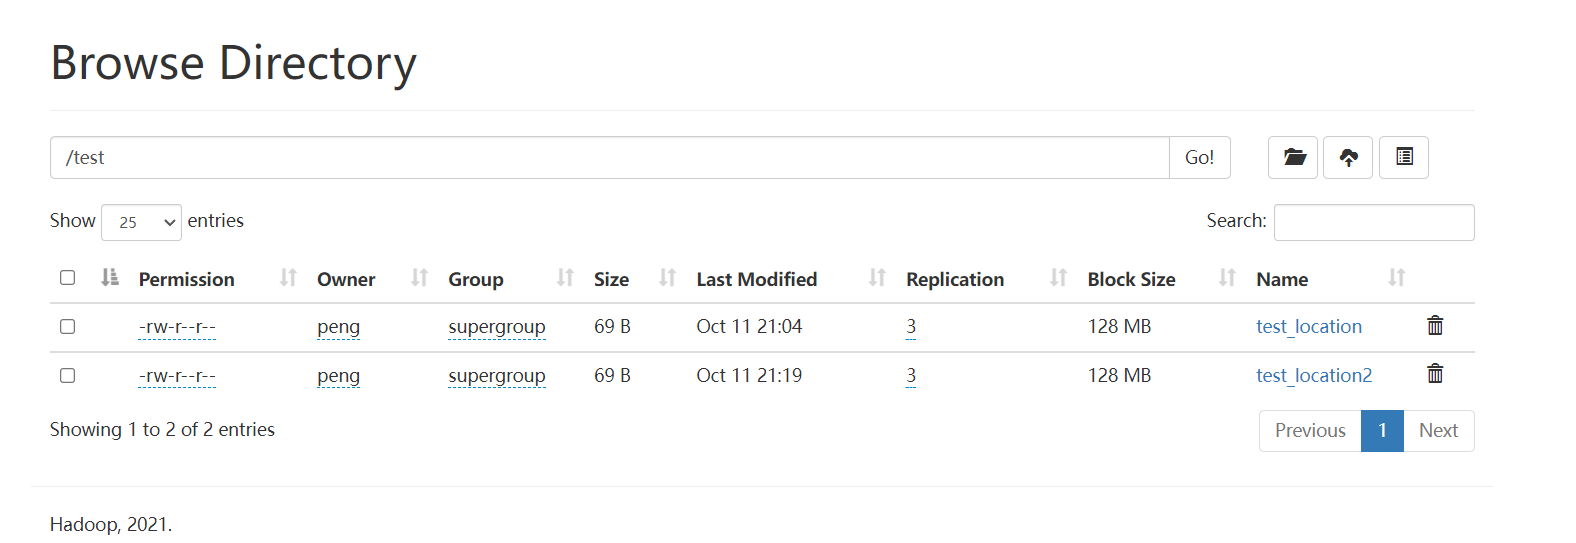 Browse Directory
/test Go!
Show 25 entries Search:
Permission Owner Group Size Last Modified Replication Block Size Name
-rw-r--r-- peng supergroup 69 B Oct 11 21:04 3 128 MB test_location
-rw-r--r-- peng supergroup 69 B Oct 11 21:19 3 128 MB test_location2
Showing 1 to 2 of 2 entries Previous 1 Next
Hadoop, 2021.